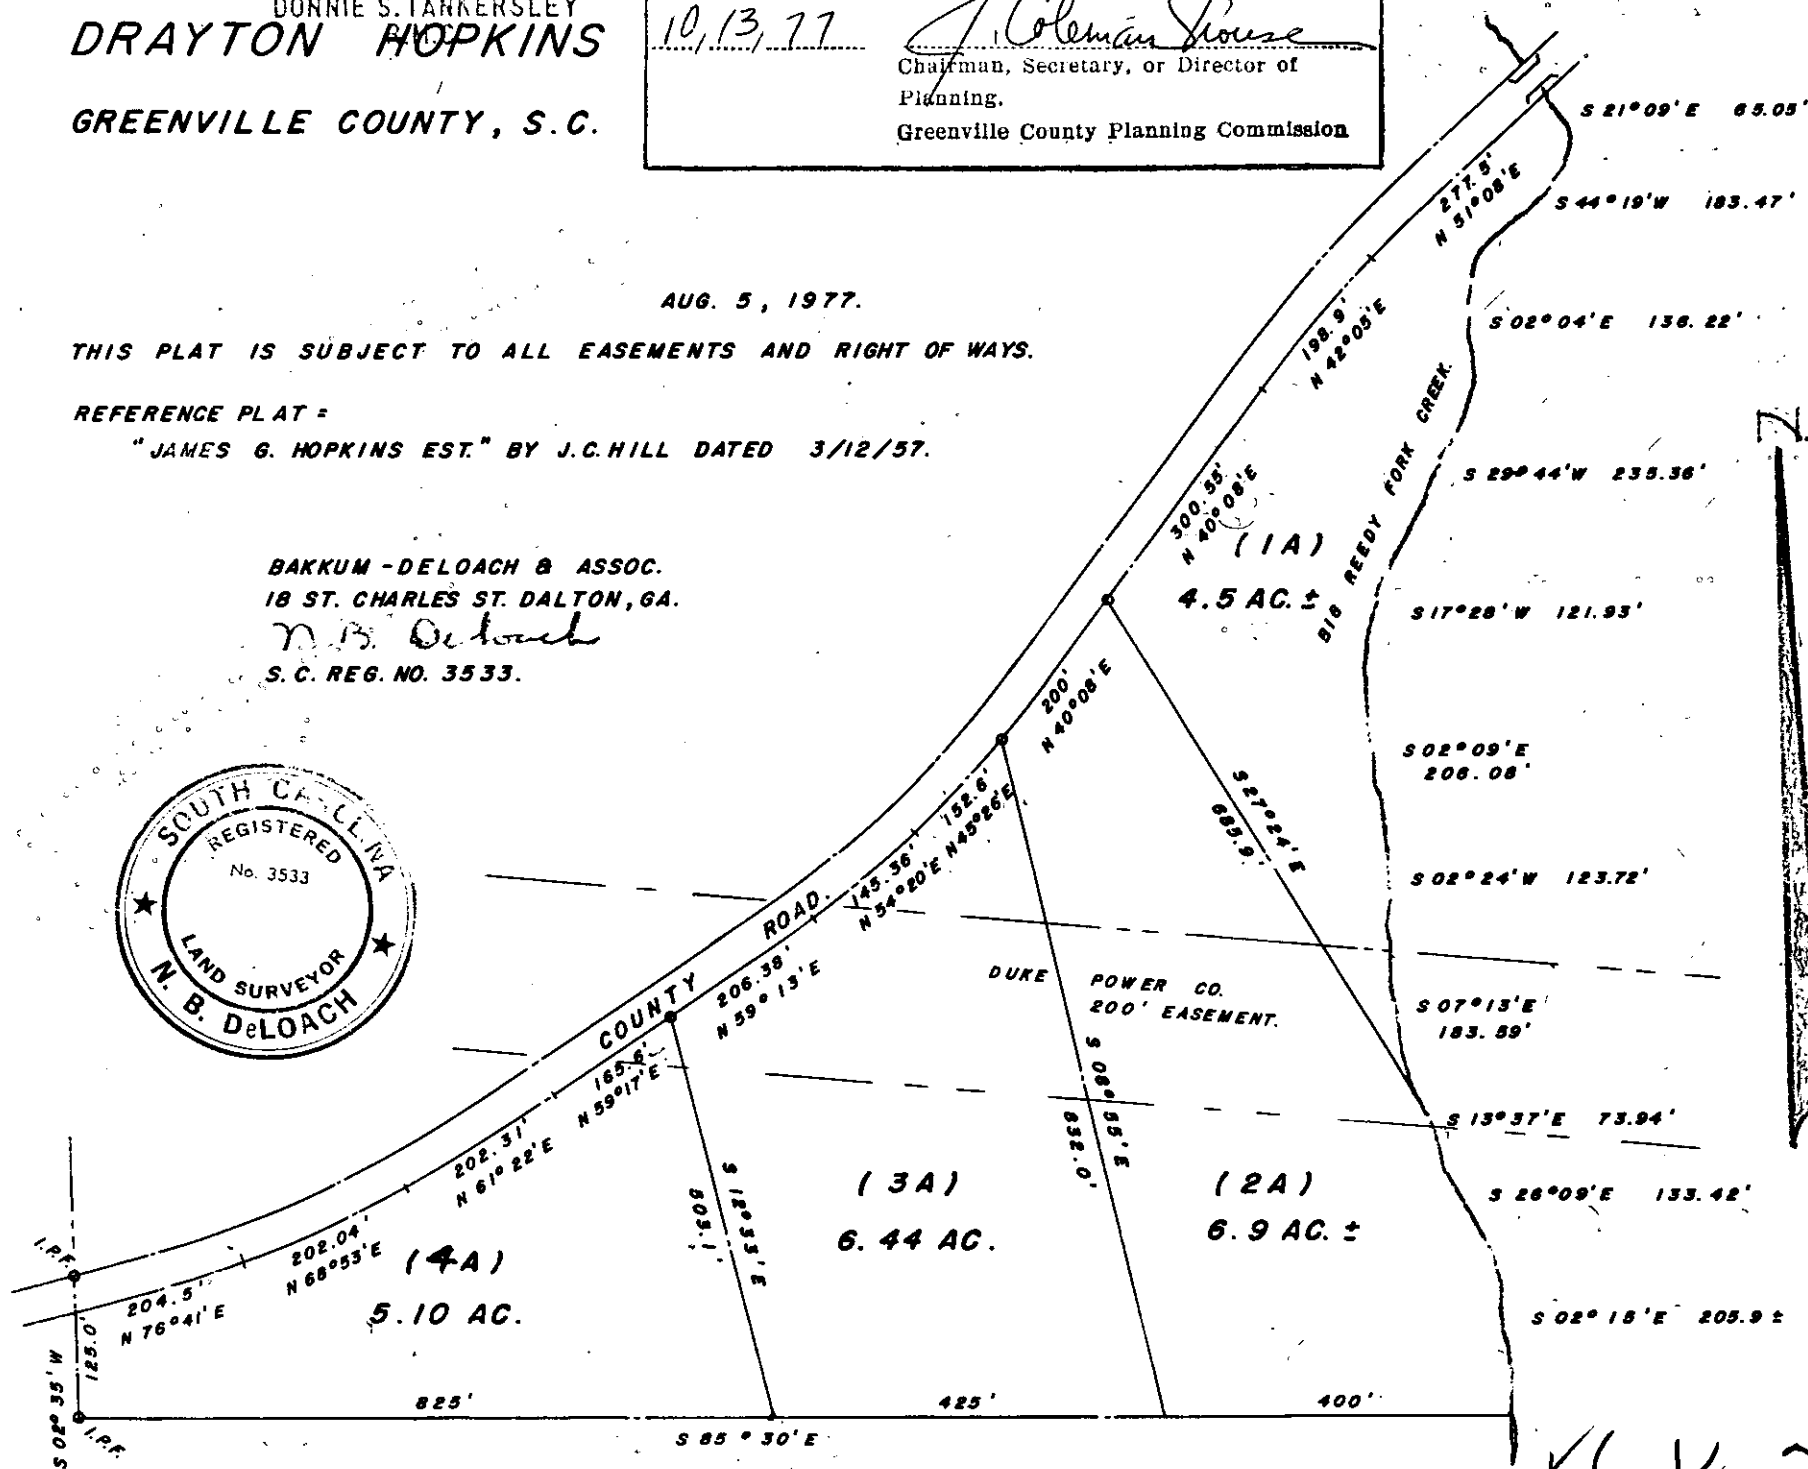 DONNIE S. TANKERSLEY
DRAYTON HOPKINS
GREENVILLE COUNTY, S.C.
10,13,77
Chairman, Secretary, or Director of
Planning.
Greenville County Planning Commission
AUG. 5, 1977.
THIS PLAT IS SUBJECT TO ALL EASEMENTS AND RIGHT OF WAYS.
REFERENCE PLAT =
"JAMES G. HOPKINS EST." BY J.C. HILL DATED 3/12/57.
BAKKUM-DELOACH & ASSOC.
18 ST. CHARLES ST. DALTON, GA.
N. B. DeLoach
S.C. REG. NO. 3533.
SOUTH CAROLINA
REGISTERED
No. 3533
LAND SURVEYOR
N. B. DeLOACH
S 21°09'E 65.05'
S 44°19'W 183.47'
S 02°04'E 136.22'
S 29°44'W 235.36'
S 17°28'W 121.93'
S 02°09'E
206.08'
S 02°24'W 123.72'
S 07°13'E
183.59'
S 13°37'E 73.94'
S 26°09'E 133.42'
S 02°15'E 205.9 ±
277.5'
N 51°08'E
198.9'
N 42°05'E
300.55'
N 40°08'E
200'
N 40°08'E
152.6'
N 45°26'E
145.36'
N 54°20'E
206.38'
N 59°13'E
165.6'
N 59°17'E
202.31'
N 61°22'E
202.04'
N 68°53'E
204.5'
N 76°41'E
COUNTY ROAD.
BIG REEDY FORK CREEK.
(1A)
4.5 AC. ±
S 27°24'E
685.9'
DUKE POWER CO.
200' EASEMENT.
S 08°55'E
832.0'
S 12°33'E
503.1'
(3A)
6.44 AC.
(2A)
6.9 AC. ±
(4A)
5.10 AC.
I.P.F.
125.0'
S 02°35'W
I.P.F.
825'
425'
400'
S 85°30'E